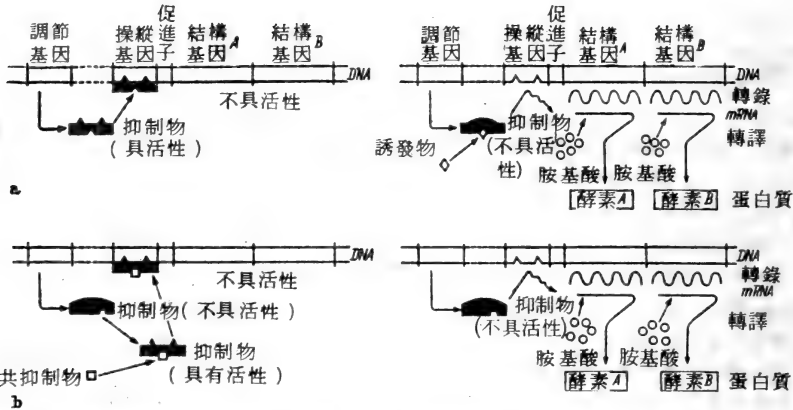 調節
基因
操縱
基因
促進子
結構
基因A
結構
基因B
DNA
不具活性
抑制物
(具活性)
a
調節
基因
操縱
基因
促進子
結構
基因A
結構
基因B
DNA
轉錄
mRNA
轉譯
抑制物
(不具活
性)
誘發物
胺基酸
胺基酸
酵素A
酵素B
蛋白質
DNA
不具活性
抑制物(不具活性)
抑制物
(具有活性)
共抑制物
b
DNA
轉錄
mRNA
轉譯
抑制物
(不具活性)
胺基酸
胺基酸
酵素A
酵素B
蛋白質